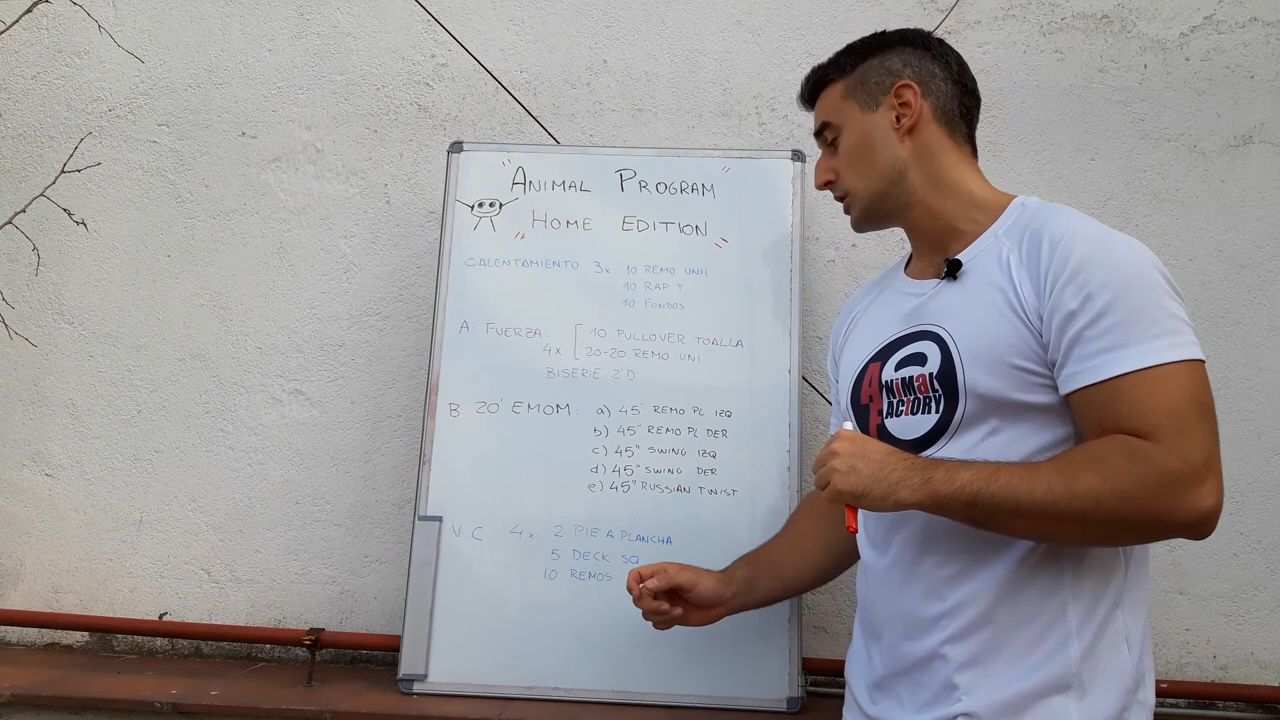 "ANIMAL PROGRAM"
"HOME EDITION"
CALENTAMIENTO 3x 10 REMO UNIL.
10 RAP T
10 FONDOS
A: FUERZA: 10 PULLOVER TOALLA
4x 20-20 REMO UNI
BISERIE 2'D
B: 20' EMOM: a) 45" REMO PL IZQ
b) 45" REMO PL DER
c) 45" SWING IZQ
d) 45" SWING DER
e) 45" RUSSIAN TWIST
V.C. 4x 2 PIE A PLANCHA
5 DECK SQ
10 REMOS
ANIMAL
FACTORY